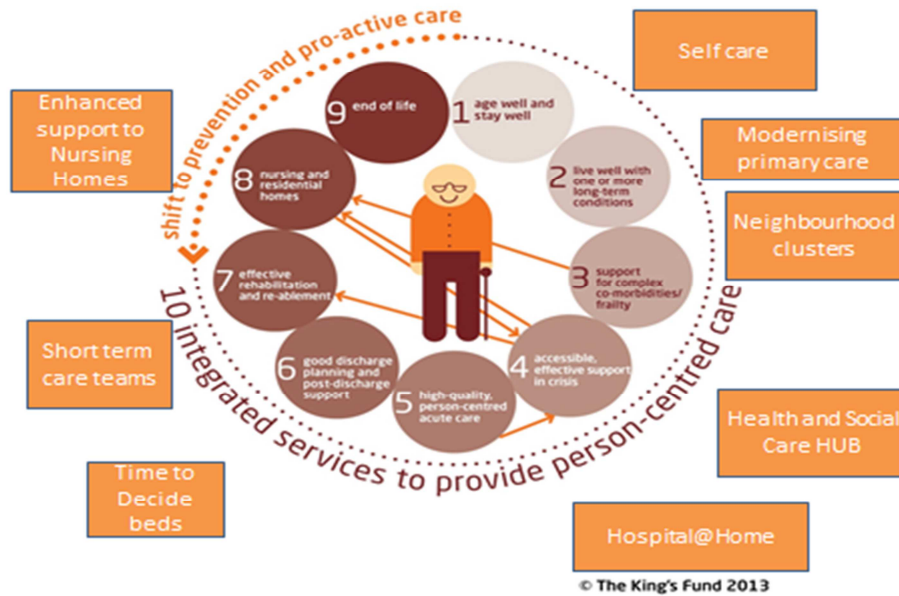 shift to prevention and pro-active care
Self care
Enhanced
support to
Nursing
Homes
Modernising
primary care
Neighbourhood
clusters
9 end of life
1 age well and
stay well
8 nursing and
residential
homes
2 live well with
one or more
long-term
conditions
7 effective
rehabilitation
and re-ablement
3 support
for complex
co-morbidities/
frailty
6 good discharge
planning and
post-discharge
support
5 high-quality,
person-centred
acute care
4 accessible,
effective support
in crisis
10 integrated services to provide person-centred care
Short term
care teams
Health and Social
Care HUB
Time to
Decide
beds
Hospital@Home
© The King's Fund 2013